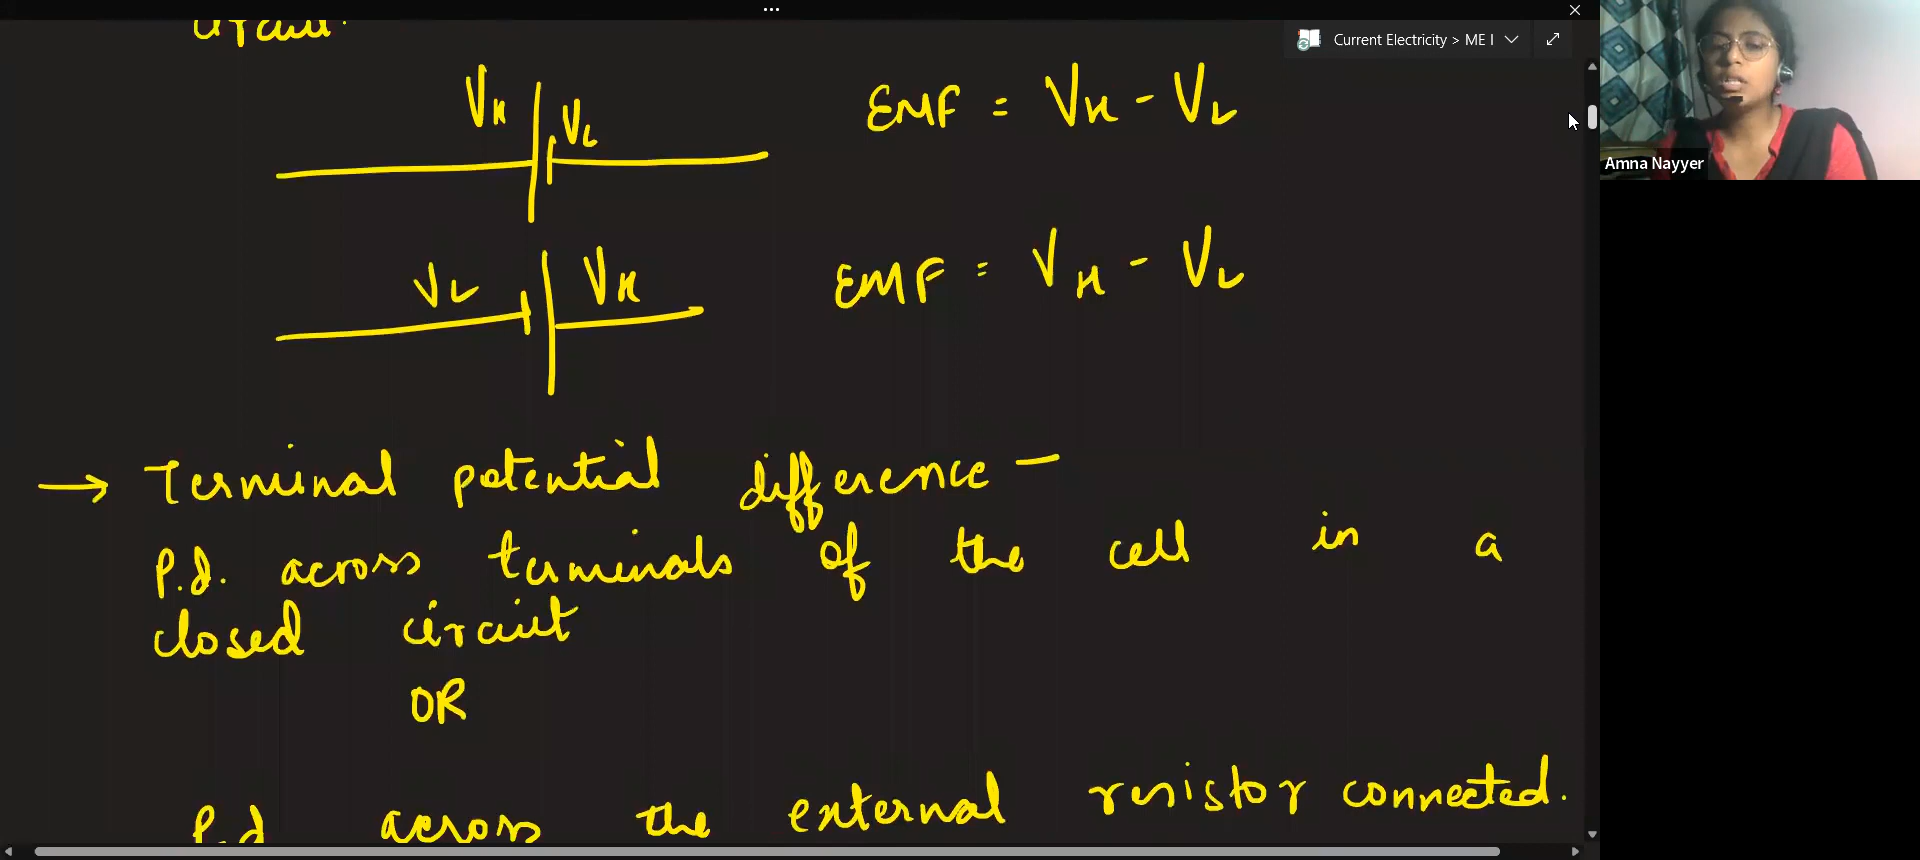 Current Electricity > ME I
circuit.
VH VL EMF = VH - VL
VL VH EMF = VH - VL
→ Terminal potential difference —
P.d. across terminals of the cell in a
closed circuit
OR
P.d across the external resistor connected.
Amna Nayyer